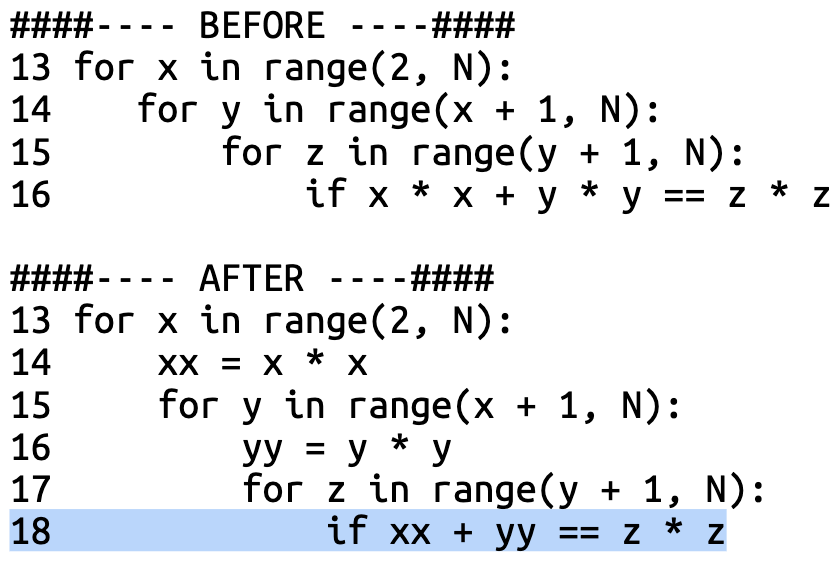 ####---- BEFORE ----####
13 for x in range(2, N):
14    for y in range(x + 1, N):
15        for z in range(y + 1, N):
16            if x * x + y * y == z * z

####---- AFTER ----####
13 for x in range(2, N):
14     xx = x * x
15     for y in range(x + 1, N):
16         yy = y * y
17         for z in range(y + 1, N):
18             if xx + yy == z * z